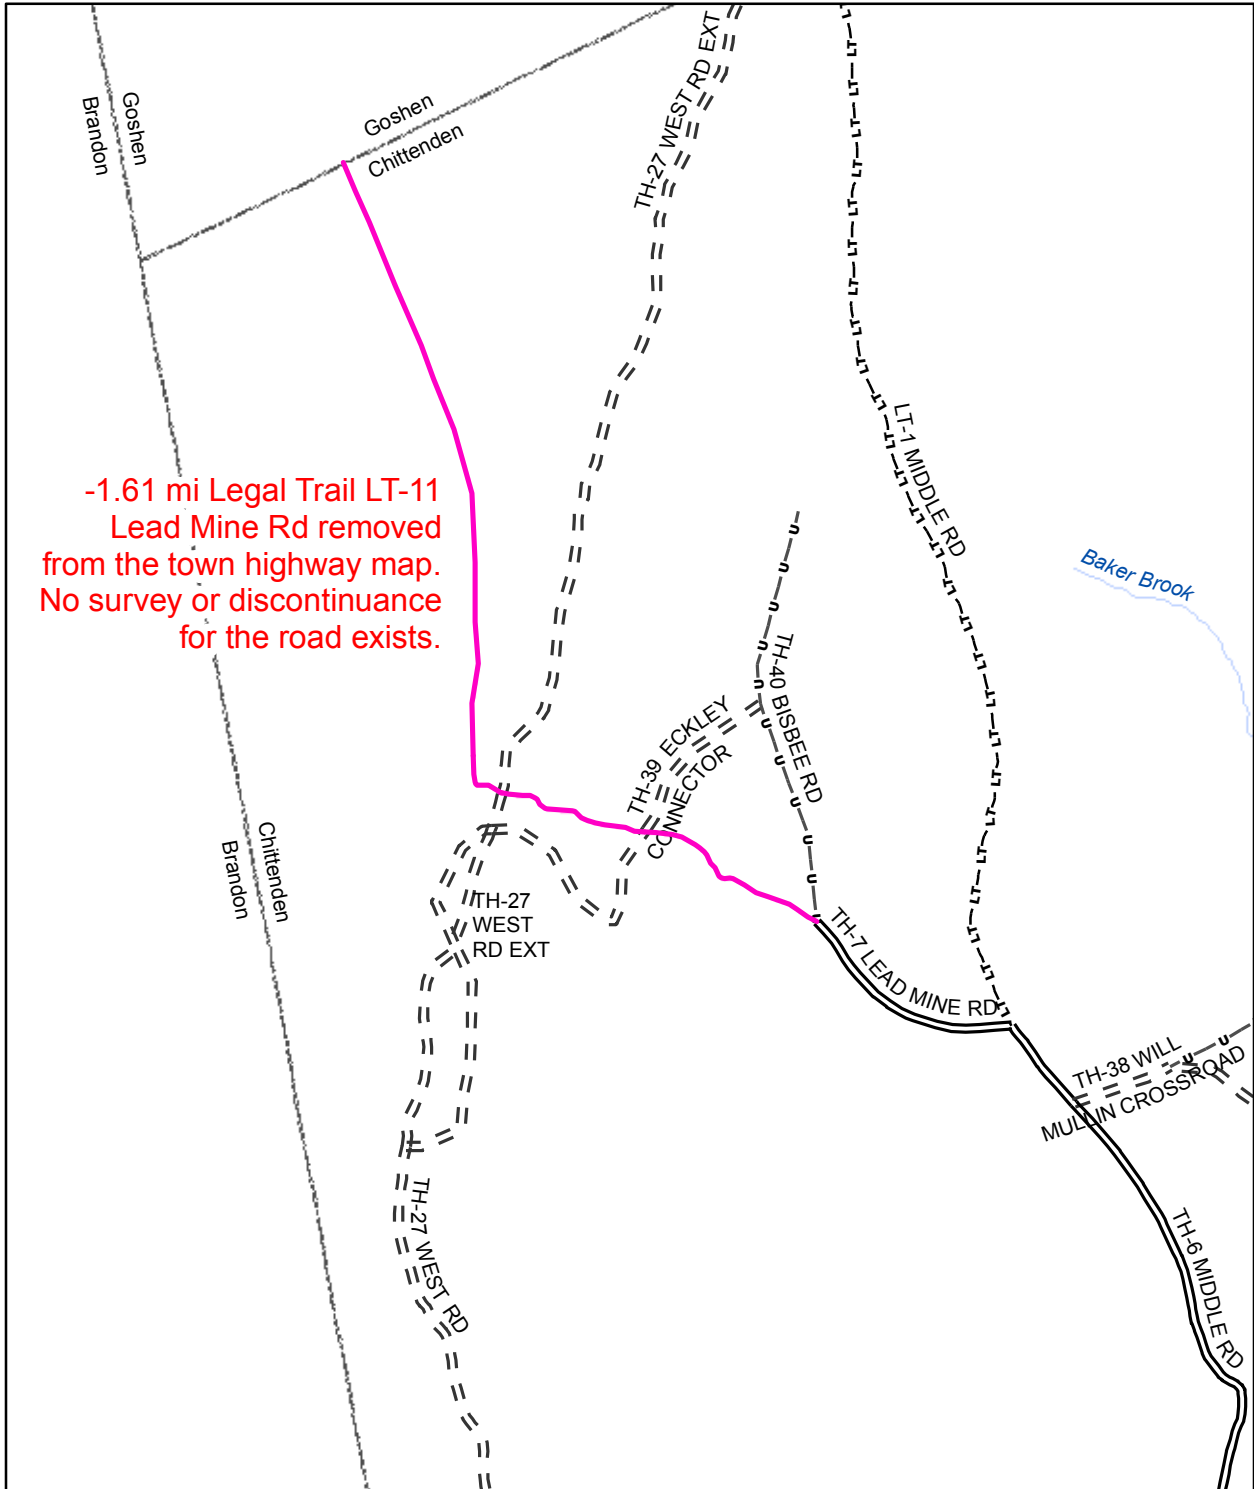 TH-27 WEST RD EXT
Goshen
Brandon
Goshen
Chittenden
LT-1 MIDDLE RD
-1.61 mi Legal Trail LT-11
Lead Mine Rd removed
from the town highway map.
No survey or discontinuance
for the road exists.
Baker Brook
TH-40 BISBEE RD
TH-39 ECKLEY
CONNECTOR
Chittenden
Brandon
TH-27
WEST
RD EXT
TH-7 LEAD MINE RD
TH-38 WILL
MULLIN CROSSROAD
TH-27 WEST RD
TH-6 MIDDLE RD